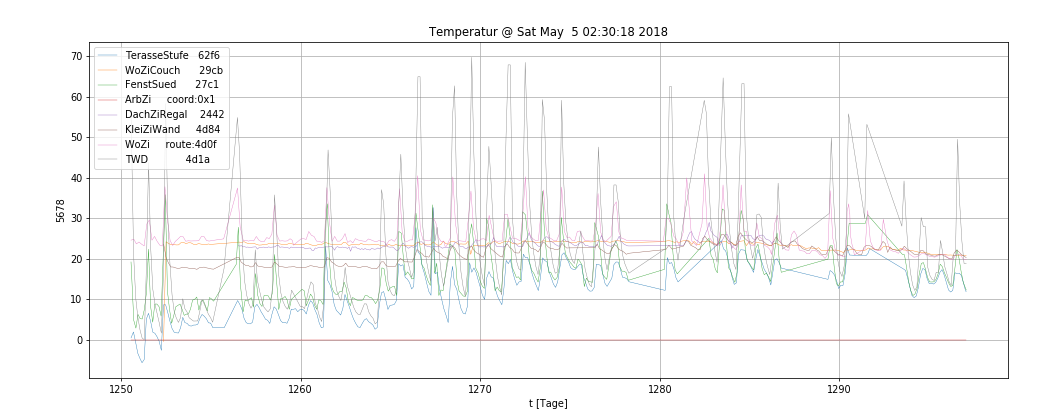 Temperatur @ Sat May  5 02:30:18 2018
70
60
50
40
30
20
10
0
5678
TerasseStufe   62f6
WoZiCouch      29cb
FenstSued      27c1
ArbZi     coord:0x1
DachZiRegal    2442
KleiZiWand     4d84
WoZi     route:4d0f
TWD            4d1a
1250
1260
1270
1280
1290
t [Tage]